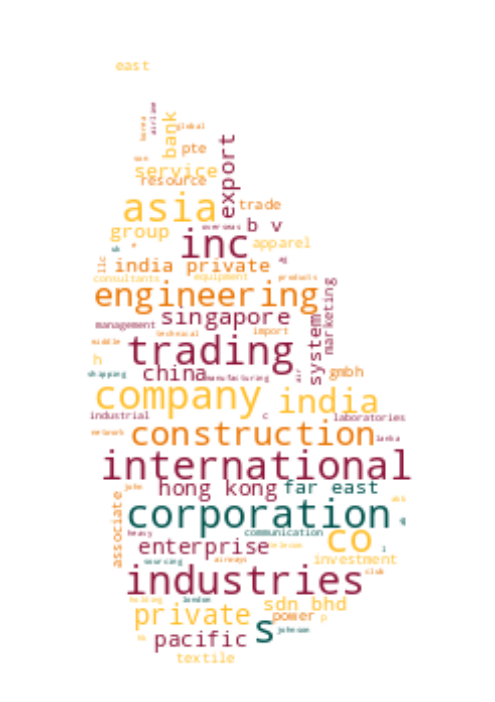 east
airline
korea
bank
global
pte
son
service
resource
export
asia
trade
overseas
b v
group
inc
apparel
uk
llc
india private
consultants
equipment
products
engineering
marketing
singapore
management
system
technical
import
middle
trading
h
china
shipping
manufacturing
air
gmbh
company
india
industrial
c
laboratories
network
construction
lanka
international
john
hong kong
far east
associate
corporation
co
heavy
communication
enterprise
telecom
sourcing
airways
investment
industries
club
holding
london
sdn bhd
private
power
p
s
johnson
pacific
textile